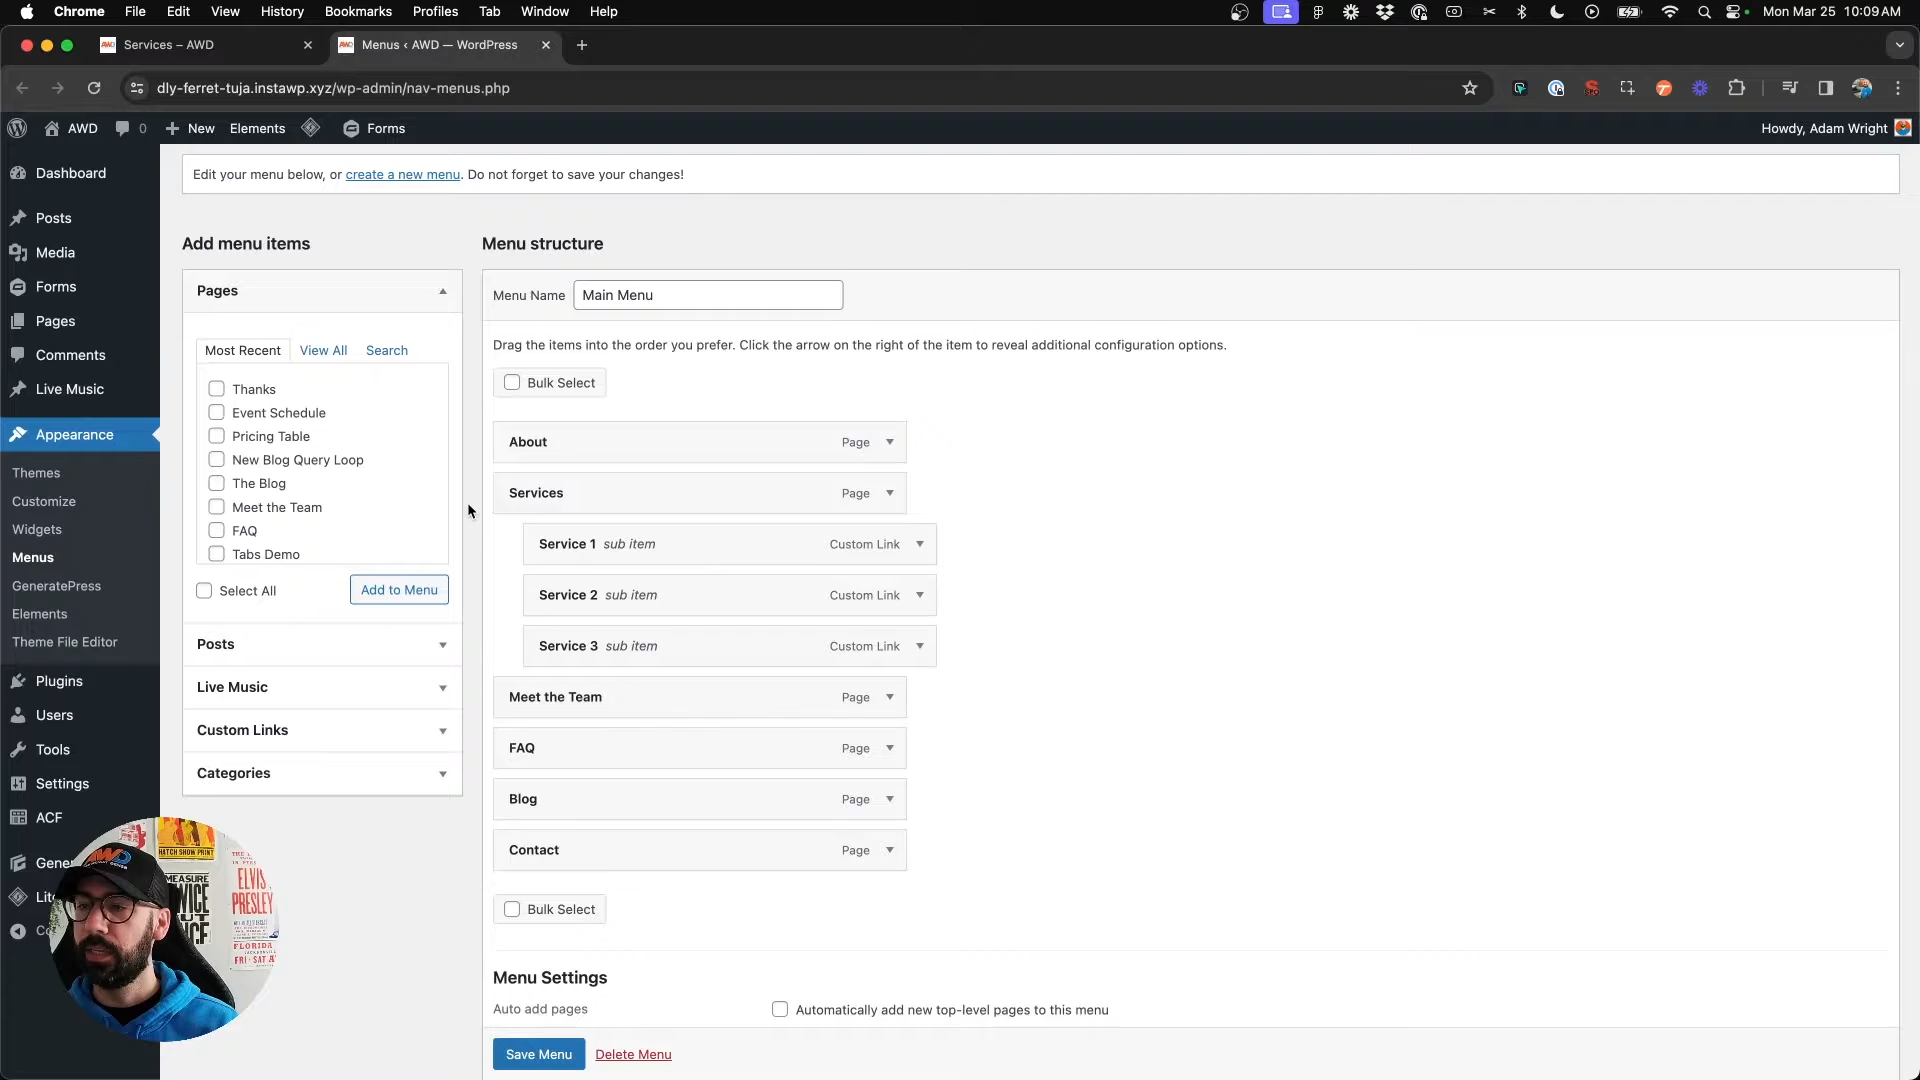 Chrome File Edit View History Bookmarks Profiles Tab Window Help Mon Mar 25 10:09 AM
Services – AWD
Menus ‹ AWD — WordPress
dly-ferret-tuja.instawp.xyz/wp-admin/nav-menus.php
AWD 0 New Elements Forms Howdy, Adam Wright
Dashboard
Posts
Media
Forms
Pages
Comments
Live Music
Appearance
Themes
Customize
Widgets
Menus
GeneratePress
Elements
Theme File Editor
Plugins
Users
Tools
Settings
ACF
Edit your menu below, or create a new menu. Do not forget to save your changes!
Add menu items
Pages
Most Recent View All Search
Thanks
Event Schedule
Pricing Table
New Blog Query Loop
The Blog
Meet the Team
FAQ
Tabs Demo
Select All Add to Menu
Posts
Live Music
Custom Links
Categories
Menu structure
Menu Name Main Menu
Drag the items into the order you prefer. Click the arrow on the right of the item to reveal additional configuration options.
Bulk Select
About Page
Services Page
Service 1 sub item Custom Link
Service 2 sub item Custom Link
Service 3 sub item Custom Link
Meet the Team Page
FAQ Page
Blog Page
Contact Page
Bulk Select
Menu Settings
Auto add pages Automatically add new top-level pages to this menu
Save Menu Delete Menu
HATCH SHOW PRINT
MEASURE
ELVIS
PRESLEY
FLORIDA
AWD